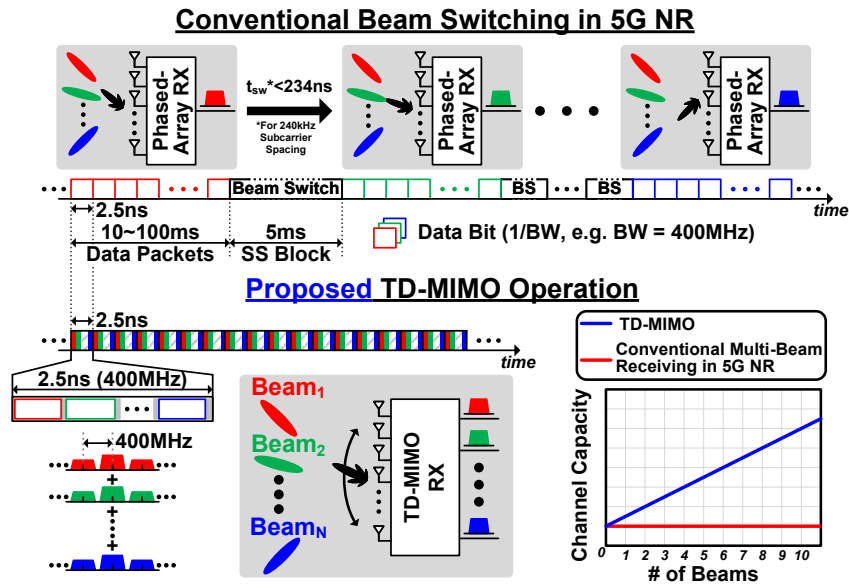 Conventional Beam Switching in 5G NR
Phased-
Array RX
t_sw*<234ns
*For 240kHz
Subcarrier
Spacing
Phased-
Array RX
Phased-
Array RX
Beam Switch
BS
BS
time
2.5ns
10~100ms
Data Packets
5ms
SS Block
Data Bit (1/BW, e.g. BW = 400MHz)
Proposed TD-MIMO Operation
2.5ns
time
2.5ns (400MHz)
400MHz
+
+
+
Beam1
Beam2
BeamN
TD-MIMO
RX
TD-MIMO
Conventional Multi-Beam
Receiving in 5G NR
Channel Capacity
0 1 2 3 4 5 6 7 8 9 10
# of Beams